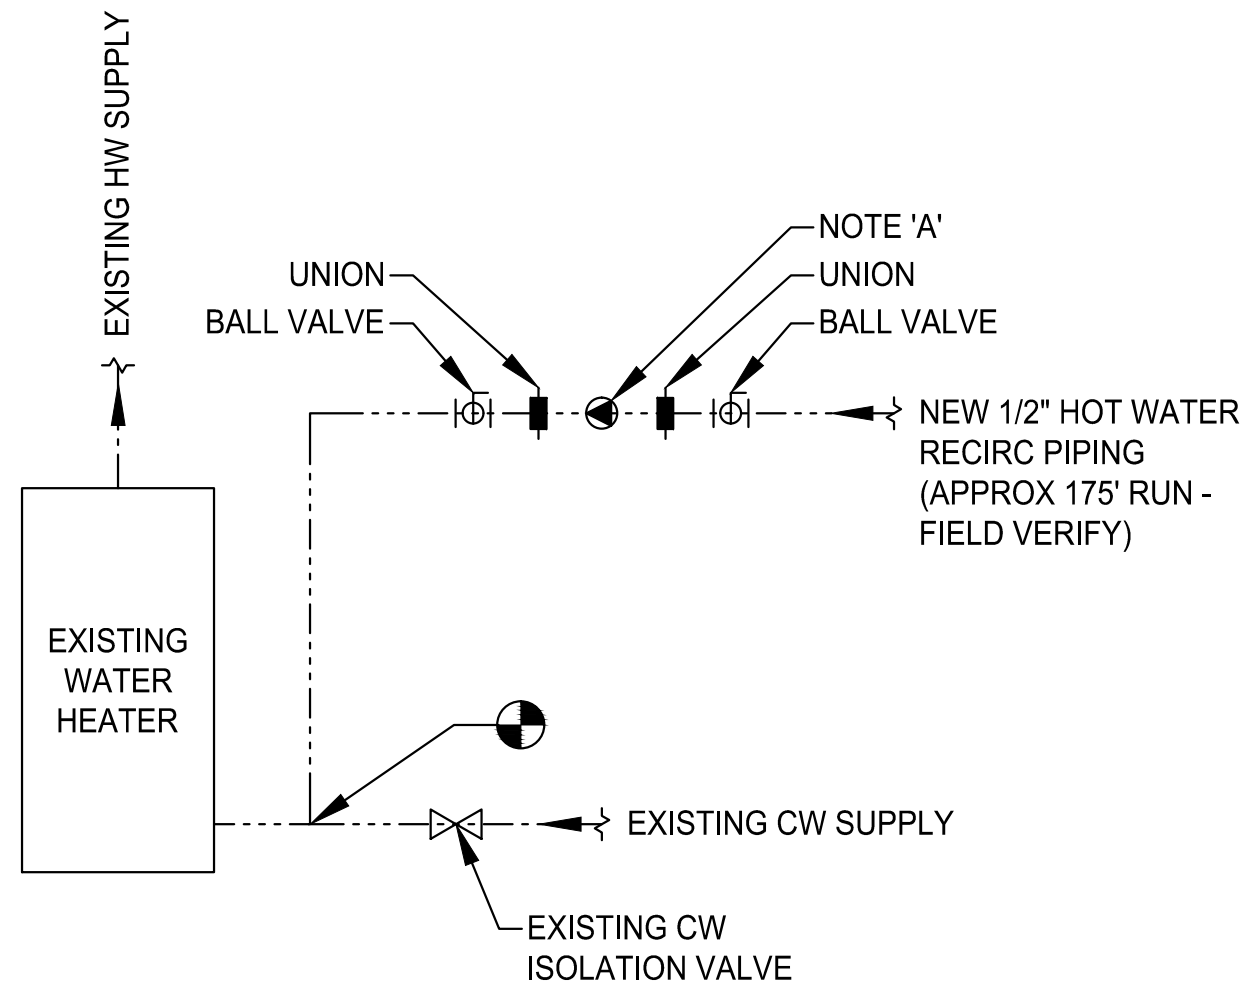 EXISTING HW SUPPLY
NOTE 'A'
UNION
UNION
BALL VALVE
BALL VALVE
NEW 1/2" HOT WATER
RECIRC PIPING
(APPROX 175' RUN -
FIELD VERIFY)
EXISTING
WATER
HEATER
EXISTING CW SUPPLY
EXISTING CW
ISOLATION VALVE